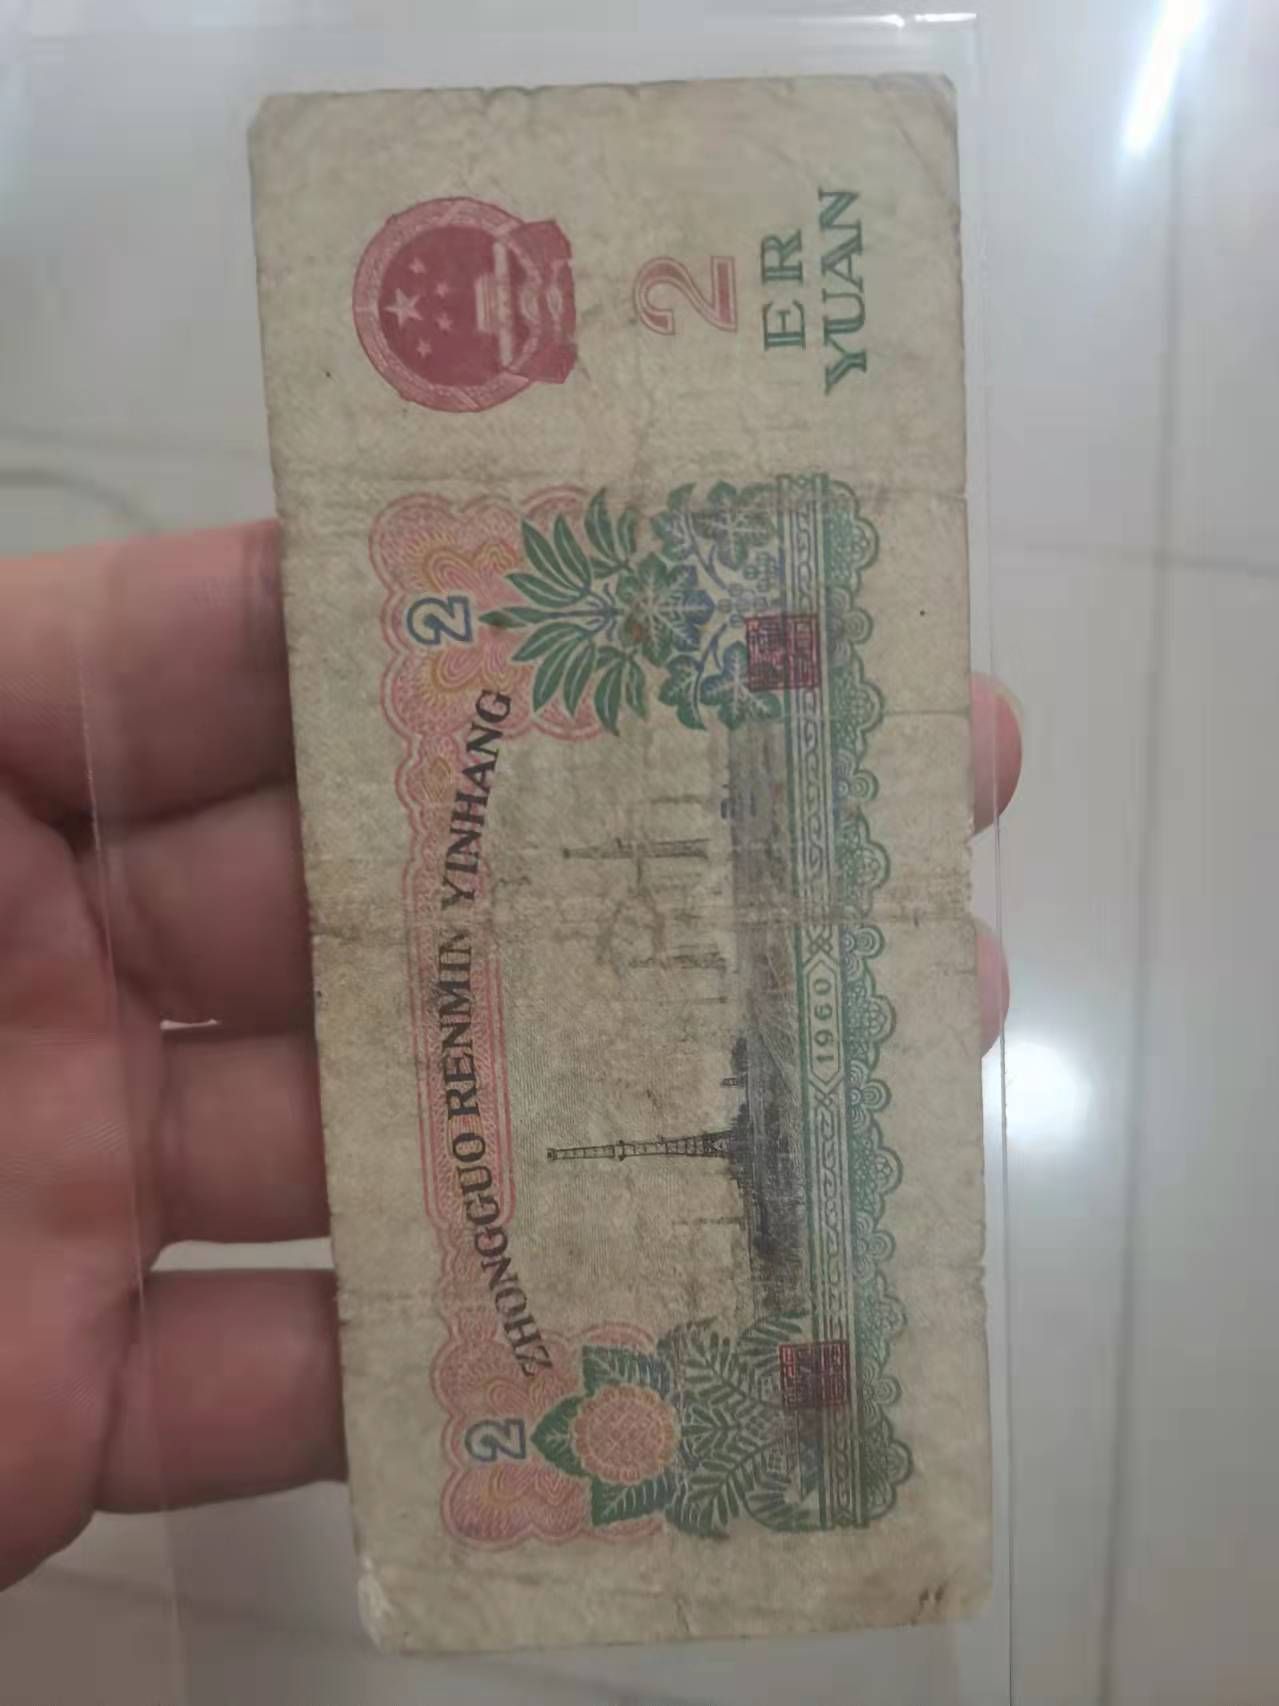 2
ER
YUAN
2
ZHONGGUO RENMIN YINHANG
2
1960